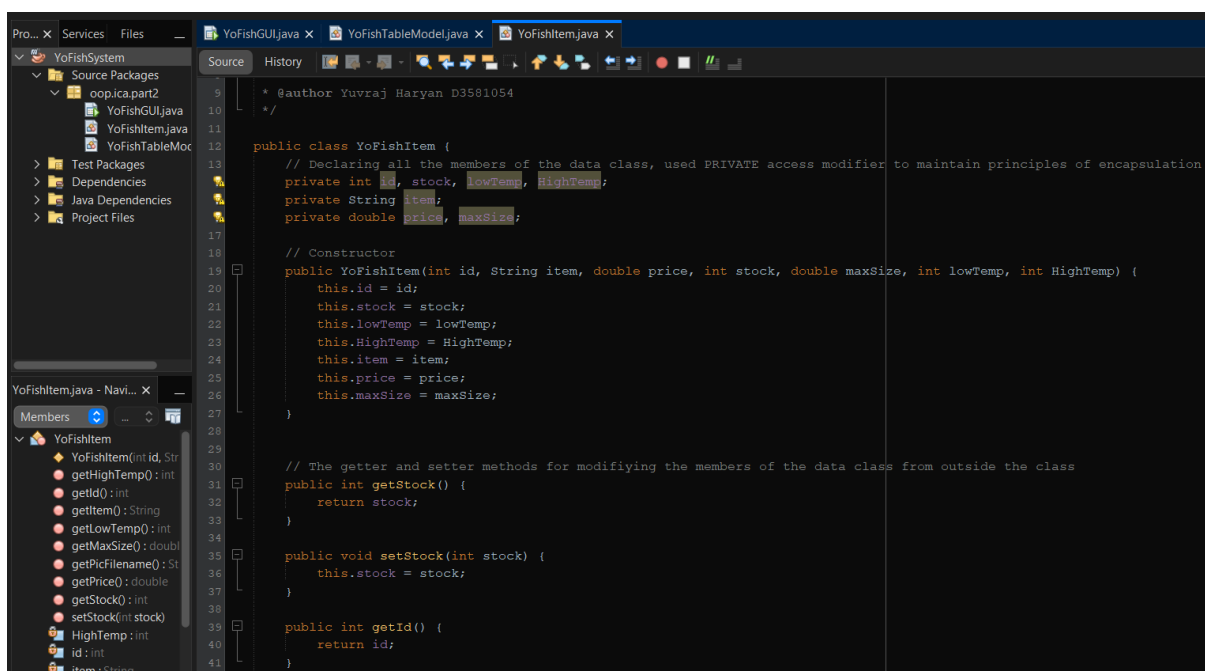 Pro... Services Files
YoFishGUI.java YoFishTableModel.java YoFishItem.java
YoFishSystem
Source Packages
oop.ica.part2
YoFishGUI.java
YoFishItem.java
YoFishTableMod
Test Packages
Dependencies
Java Dependencies
Project Files
YoFishItem.java - Navi...
Members ...
YoFishItem
YoFishItem(int id, Str
getHighTemp() : int
getId() : int
getItem() : String
getLowTemp() : int
getMaxSize() : doubl
getPicFilename() : St
getPrice() : double
getStock() : int
setStock(int stock)
HighTemp : int
id : int
item : String
Source History
9 * @author Yuvraj Haryan D3581054
10 */
11
12 public class YoFishItem {
13 // Declaring all the members of the data class, used PRIVATE access modifier to maintain principles of encapsulation
private int id, stock, lowTemp, HighTemp;
private String item;
private double price, maxSize;
17
18 // Constructor
19 public YoFishItem(int id, String item, double price, int stock, double maxSize, int lowTemp, int HighTemp) {
20 this.id = id;
21 this.stock = stock;
22 this.lowTemp = lowTemp;
23 this.HighTemp = HighTemp;
24 this.item = item;
25 this.price = price;
26 this.maxSize = maxSize;
27 }
28
29
30 // The getter and setter methods for modifiying the members of the data class from outside the class
31 public int getStock() {
32 return stock;
33 }
34
35 public void setStock(int stock) {
36 this.stock = stock;
37 }
38
39 public int getId() {
40 return id;
41 }